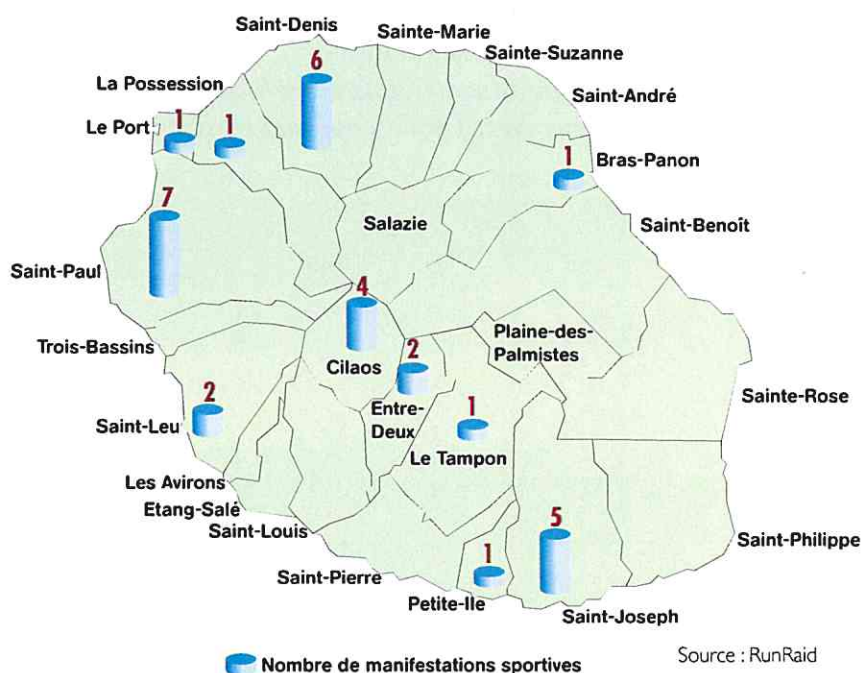 Saint-Denis
Sainte-Marie
6
Sainte-Suzanne
La Possession
Saint-André
Le Port
1
1
1
Bras-Panon
7
Salazie
Saint-Benoît
Saint-Paul
4
Plaine-des-
Palmistes
Trois-Bassins
Cilaos
2
Sainte-Rose
2
Entre-
Deux
1
Saint-Leu
Le Tampon
Les Avirons
Etang-Salé
Saint-Louis
5
Saint-Philippe
Saint-Pierre
1
Petite-Ile
Saint-Joseph
Nombre de manifestations sportives
Source : RunRaid